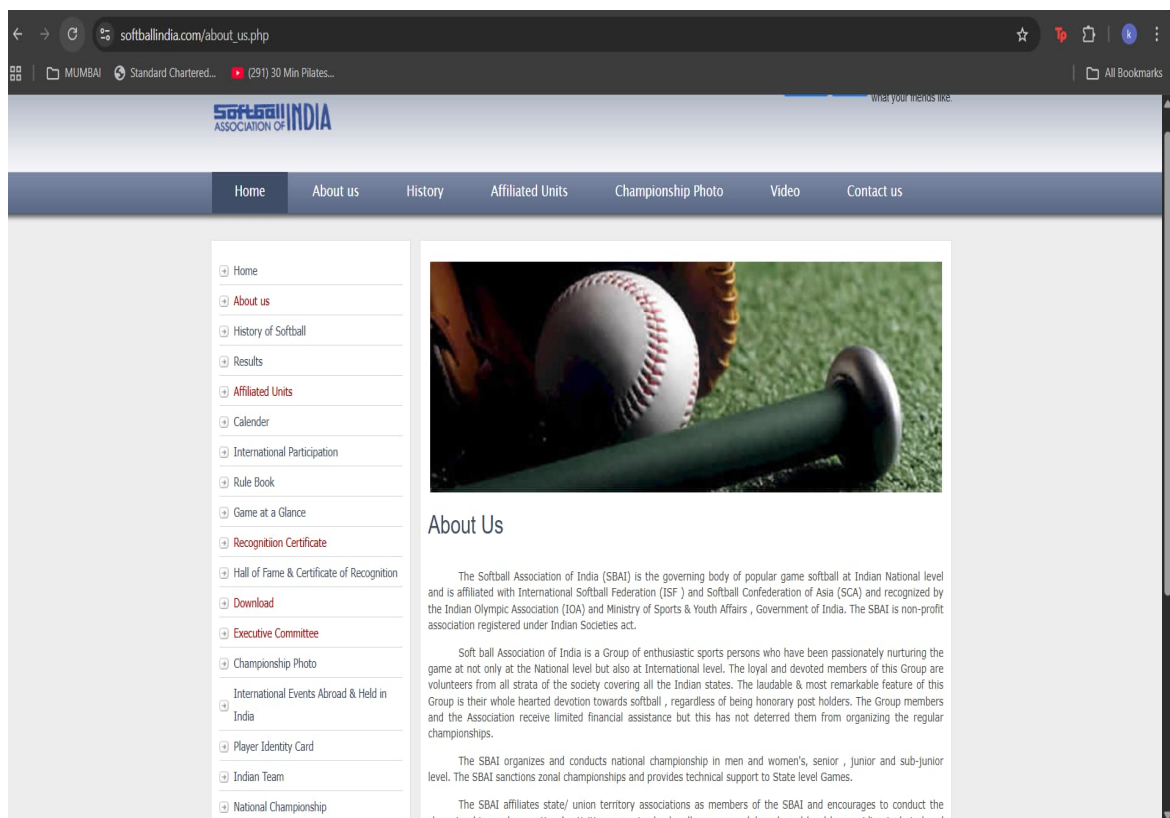 softballindia.com/about_us.php
Tp
k
MUMBAI
Standard Chartered...
(291) 30 Min Pilates...
All Bookmarks
what your friends like.
Softball INDIA
ASSOCIATION OF
Home
About us
History
Affiliated Units
Championship Photo
Video
Contact us
Home
About us
History of Softball
Results
Affiliated Units
Calender
International Participation
Rule Book
Game at a Glance
Recognitiion Certificate
Hall of Fame & Certificate of Recognition
Download
Executive Committee
Championship Photo
International Events Abroad & Held in
India
Player Identity Card
Indian Team
National Championship
About Us
The Softball Association of India (SBAI) is the governing body of popular game softball at Indian National level
and is affiliated with International Softball Federation (ISF ) and Softball Confederation of Asia (SCA) and recognized by
the Indian Olympic Association (IOA) and Ministry of Sports & Youth Affairs , Government of India. The SBAI is non-profit
association registered under Indian Societies act.
Soft ball Association of India is a Group of enthusiastic sports persons who have been passionately nurturing the
game at not only at the National level but also at International level. The loyal and devoted members of this Group are
volunteers from all strata of the society covering all the Indian states. The laudable & most remarkable feature of this
Group is their whole hearted devotion towards softball , regardless of being honorary post holders. The Group members
and the Association receive limited financial assistance but this has not deterred them from organizing the regular
championships.
The SBAI organizes and conducts national championship in men and women's, senior , junior and sub-junior
level. The SBAI sanctions zonal championships and provides technical support to State level Games.
The SBAI affiliates state/ union territory associations as members of the SBAI and encourages to conduct the